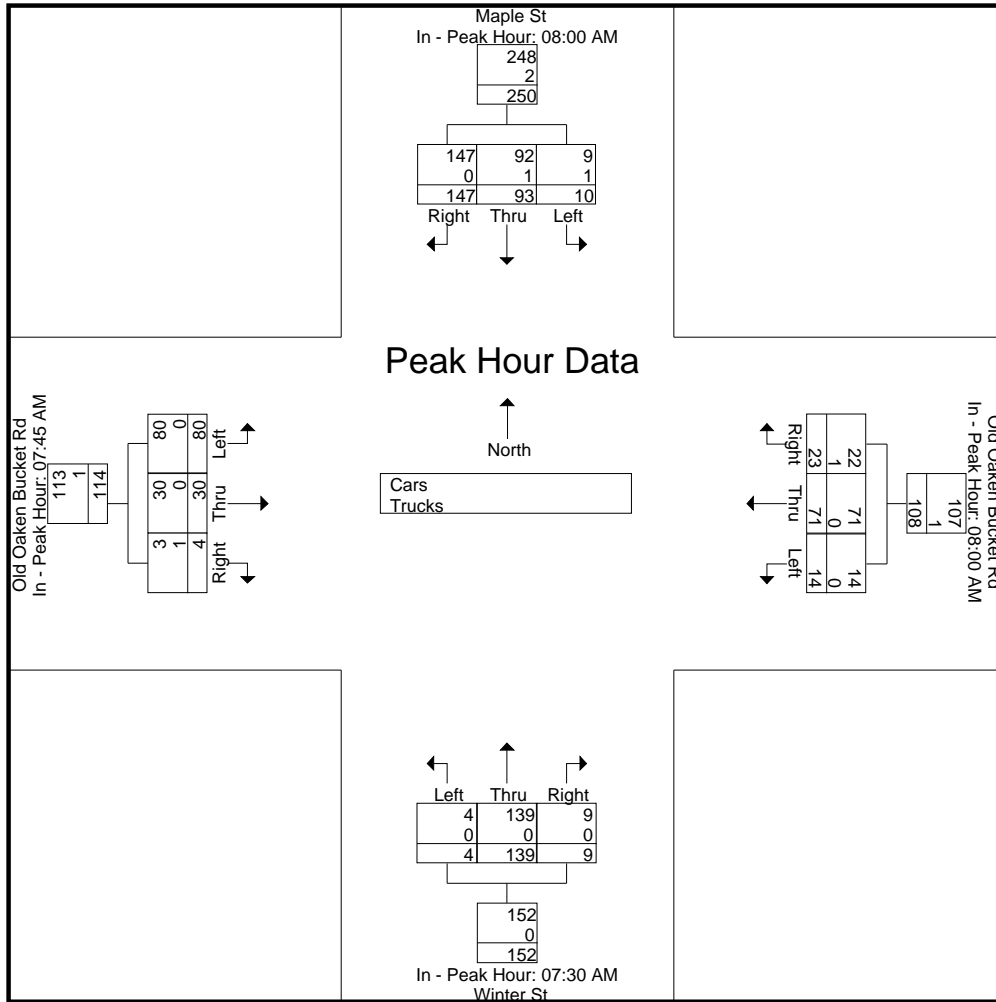 Maple St
In - Peak Hour: 08:00 AM
248
2
250
147 92 9
0 1 1
147 93 10
Right Thru Left
Peak Hour Data
North
Cars
Trucks
Old Oaken Bucket Rd
In - Peak Hour: 07:45 AM
113
1
114
80 30 3
0 0 1
80 30 4
Left Thru Right
Old Oaken Bucket Rd
In - Peak Hour: 08:00 AM
107
1
108
22 71 14
1 0 0
23 71 14
Right Thru Left
Left Thru Right
4 139 9
0 0 0
4 139 9
152
0
152
In - Peak Hour: 07:30 AM
Winter St